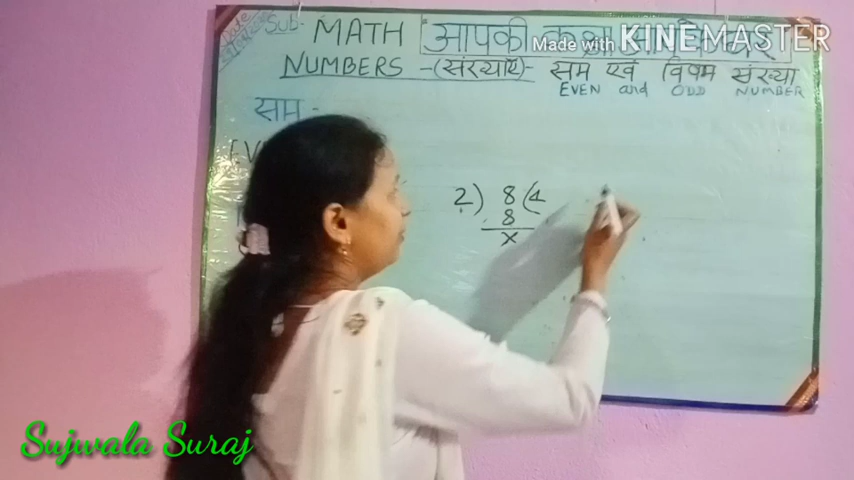 Sub- MATH आपकी कक्षा
Made with KINEMASTER
NUMBERS -(संख्याएं)- सम एवं विषम संख्या
EVEN and ODD NUMBER
सम :-
2) 8 (4
8
x
Sujwala Suraj